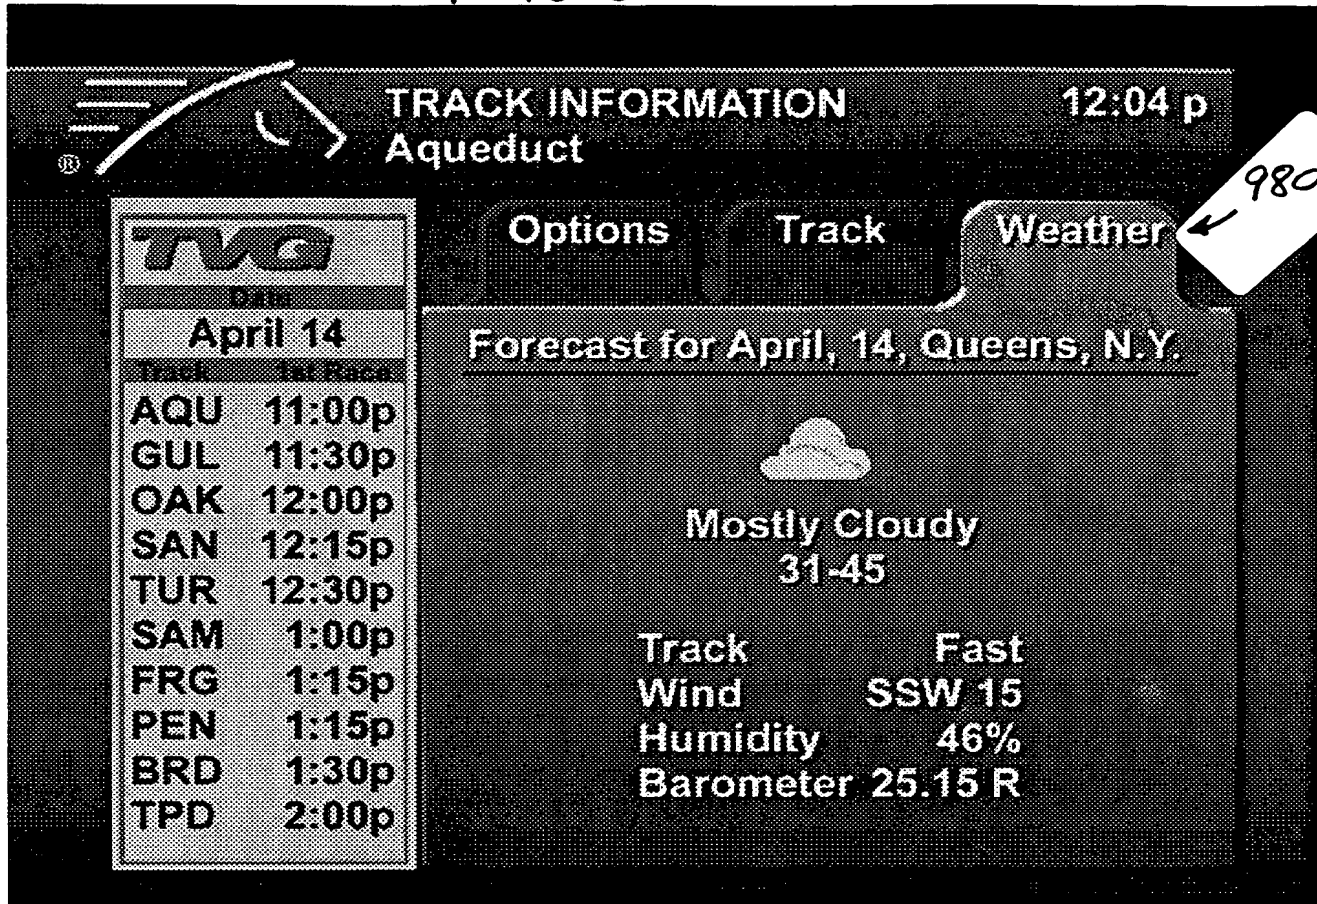 TRACK INFORMATION
12:04 p
Aqueduct
®
980
Options Track Weather
TVG
Date
April 14
Track 1st Race
AQU 11:00p
GUL 11:30p
OAK 12:00p
SAN 12:15p
TUR 12:30p
SAM 1:00p
FRG 1:15p
PEN 1:15p
BRD 1:30p
TPD 2:00p
Forecast for April, 14, Queens, N.Y.
Mostly Cloudy
31-45
Track Fast
Wind SSW 15
Humidity 46%
Barometer 25.15 R